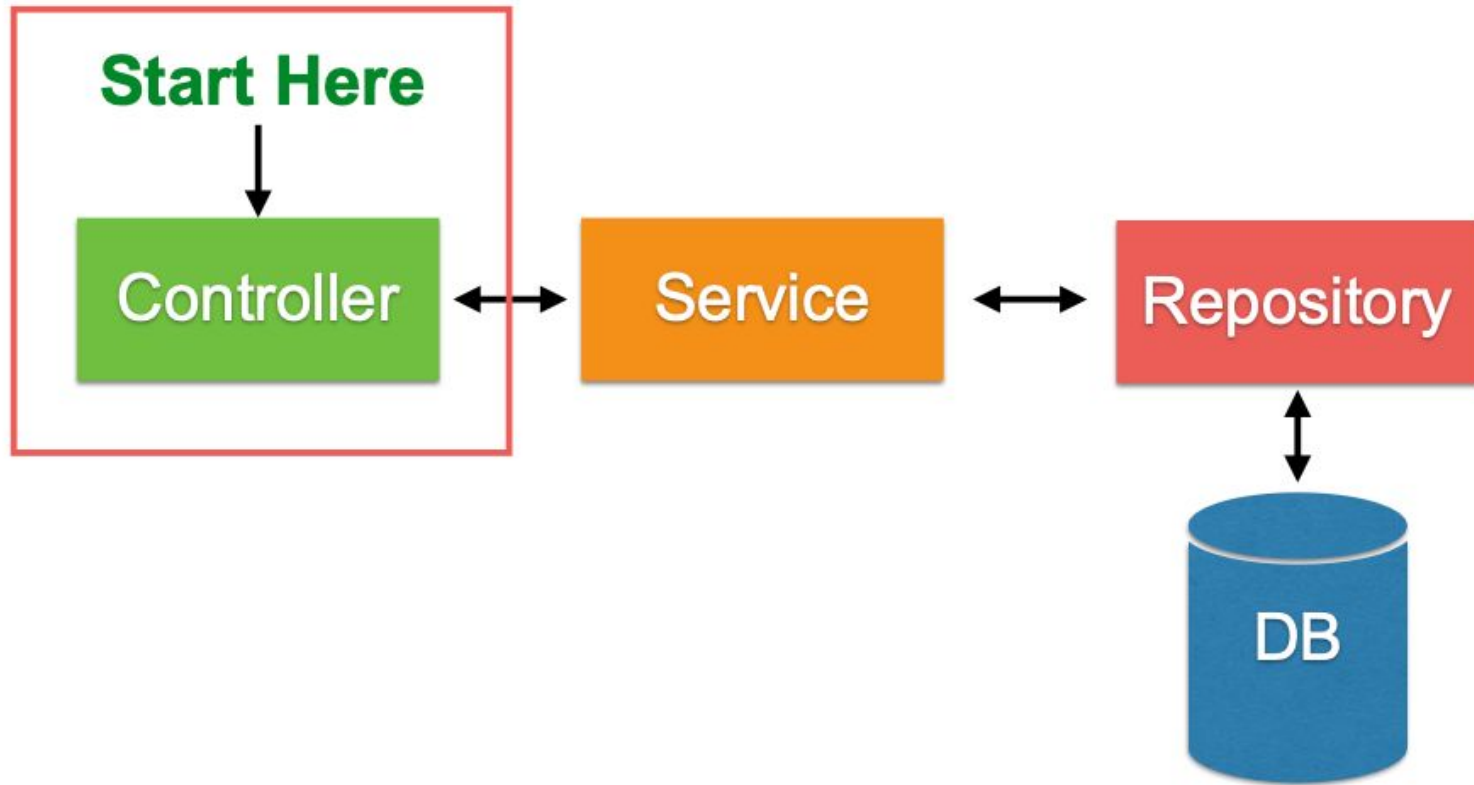 Start Here
Controller
Service
Repository
DB